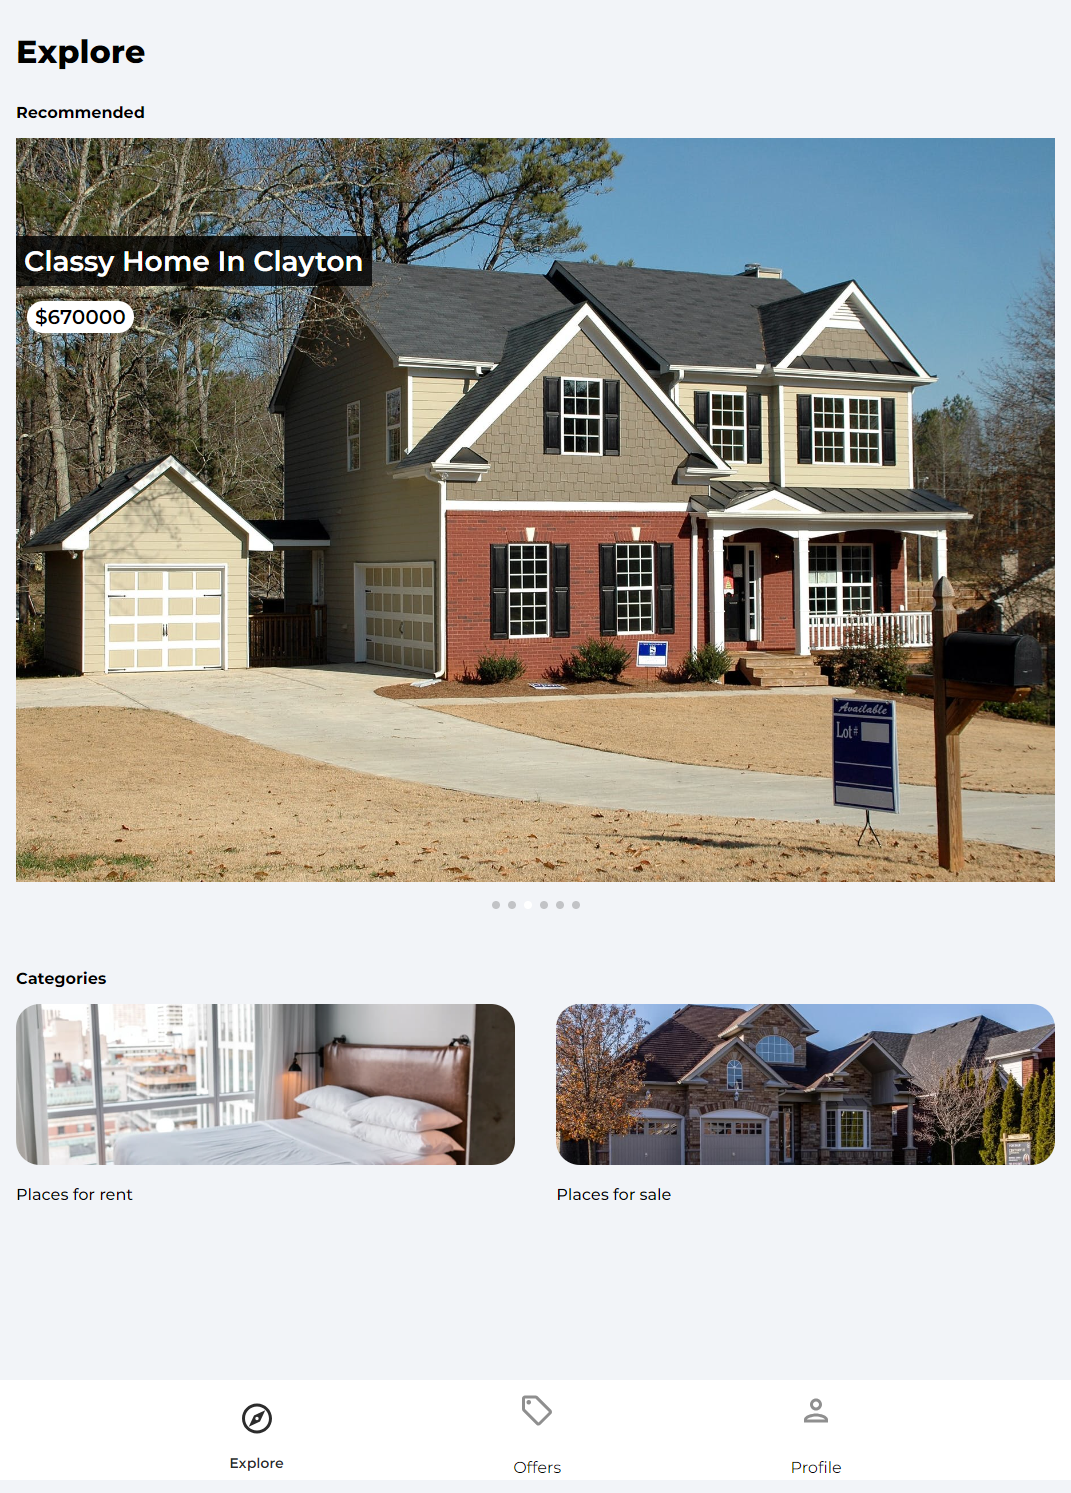 Explore
Recommended
Classy Home In Clayton
$670000
Available
Lot #
Categories
Places for rent
Places for sale
Explore
Offers
Profile